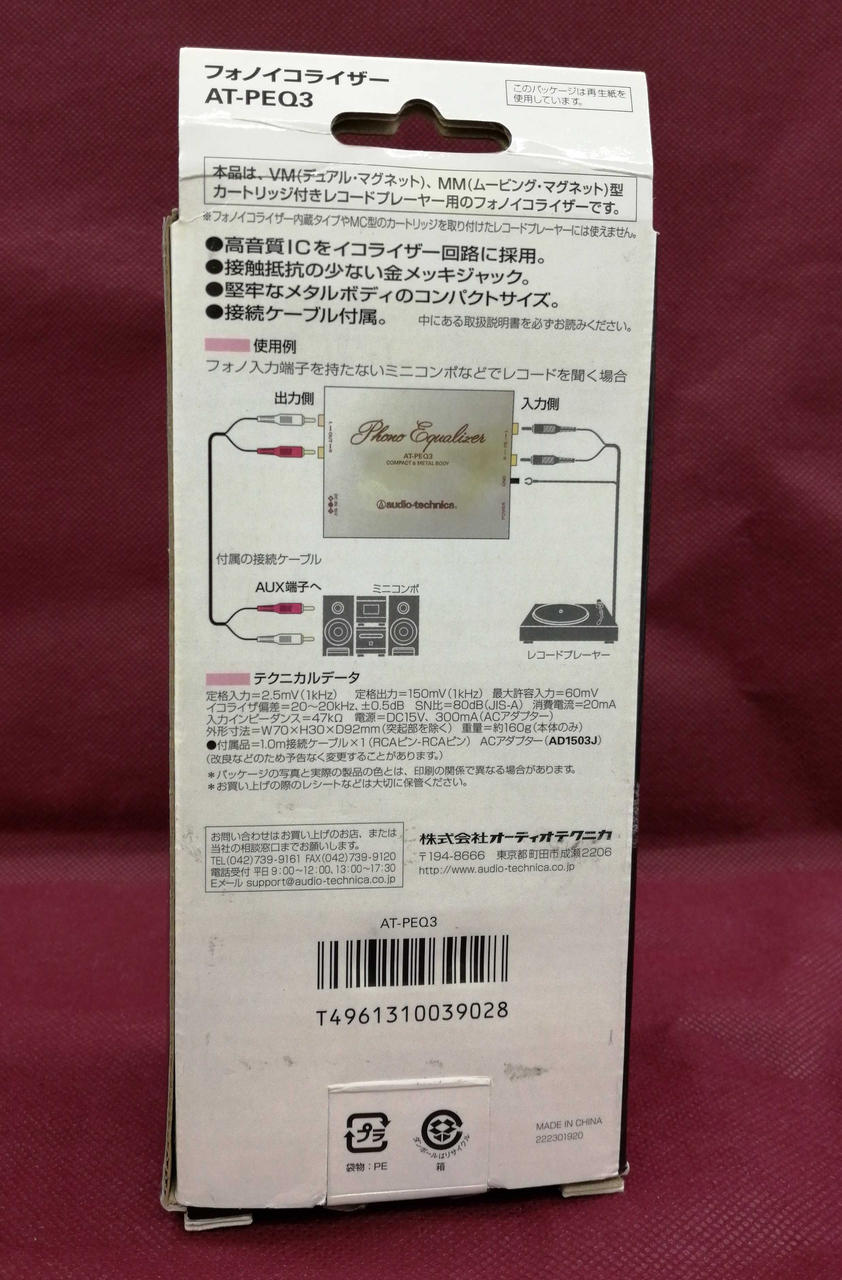 フォノイコライザー
AT-PEQ3
このパッケージは再生紙を
使用しています。
本品は、VM(デュアル・マグネット)、MM(ムービング・マグネット)型
カートリッジ付きレコードプレーヤー用のフォノイコライザーです。
※フォノイコライザー内蔵タイプやMC型のカートリッジを取り付けたレコードプレーヤーには使えません。
●高音質ICをイコライザー回路に採用。
●接触抵抗の少ない金メッキジャック。
●堅牢なメタルボディのコンパクトサイズ。
●接続ケーブル付属。 中にある取扱説明書を必ずお読みください。
使用例
フォノ入力端子を持たないミニコンポなどでレコードを聞く場合
出力側
入力側
Phono Equalizer
AT-PEQ3
COMPACT & METAL BODY
audio-technica
付属の接続ケーブル
AUX端子へ
ミニコンポ
レコードプレーヤー
テクニカルデータ
定格入力=2.5mV(1kHz) 定格出力=150mV(1kHz) 最大許容入力=60mV
イコライザ偏差=20〜20kHz、±0.5dB SN比=80dB(JIS-A) 消費電流=20mA
入力インピーダンス=47kΩ 電源=DC15V、300mA(ACアダプター)
外形寸法=W70×H30×D92mm(突起部を除く) 重量=約160g(本体のみ)
●付属品=1.0m接続ケーブル×1(RCAピン-RCAピン) ACアダプター(AD1503J)
(改良などのため予告なく変更することがあります。)
*パッケージの写真と実際の製品の色とは、印刷の関係で異なる場合があります。
*お買い上げの際のレシートなどは大切に保管ください。
お問い合わせはお買い上げのお店、または
当社の相談窓口までお願いします。
TEL(042)739-9161 FAX(042)739-9120
電話受付 平日 9:00〜12:00、13:00〜17:30
Eメール support@audio-technica.co.jp
株式会社オーディオテクニカ
〒194-8666 東京都町田市成瀬2206
http://www.audio-technica.co.jp
AT-PEQ3
T4961310039028
プラ
袋物:PE
ダンボールはリサイクル
箱
MADE IN CHINA
222301920